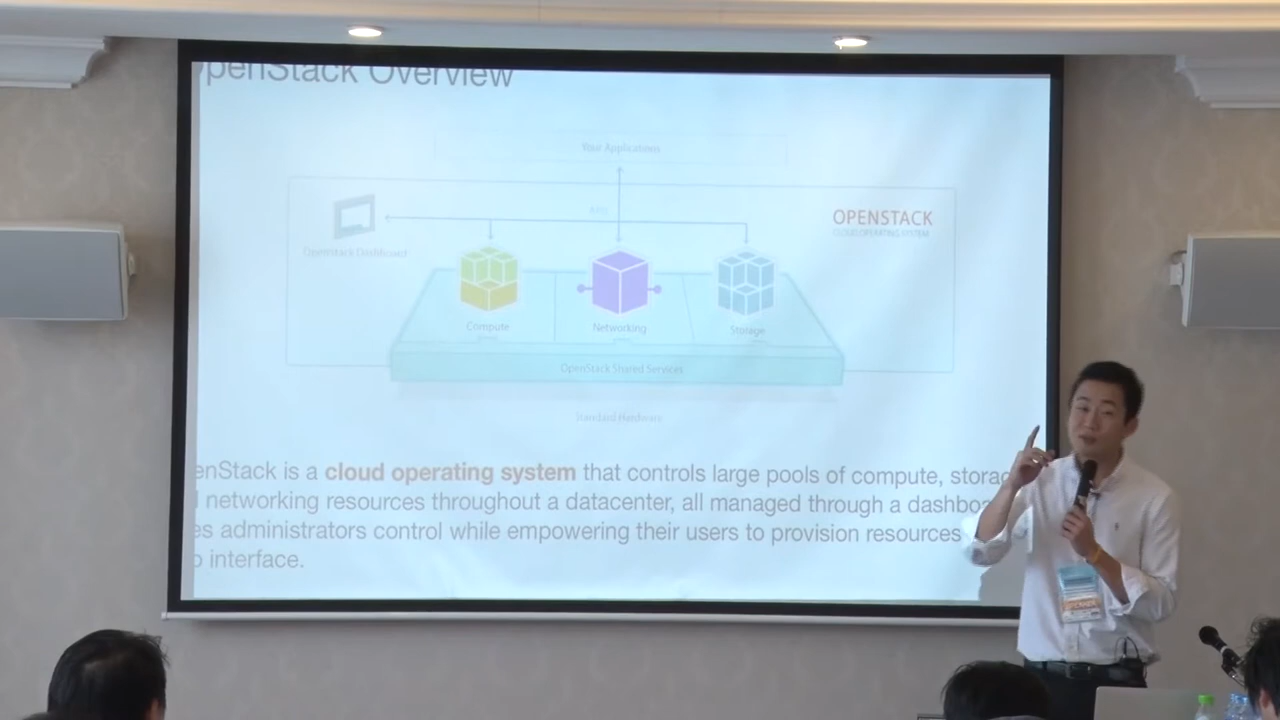 penStack Overview
Your Applications
APIs
OPENSTACK
CLOUD OPERATING SYSTEM
OpenStack Dashboard
Compute
Networking
Storage
OpenStack Shared Services
Standard Hardware
enStack is a cloud operating system that controls large pools of compute, storag
networking resources throughout a datacenter, all managed through a dashboa
es administrators control while empowering their users to provision resources
interface.